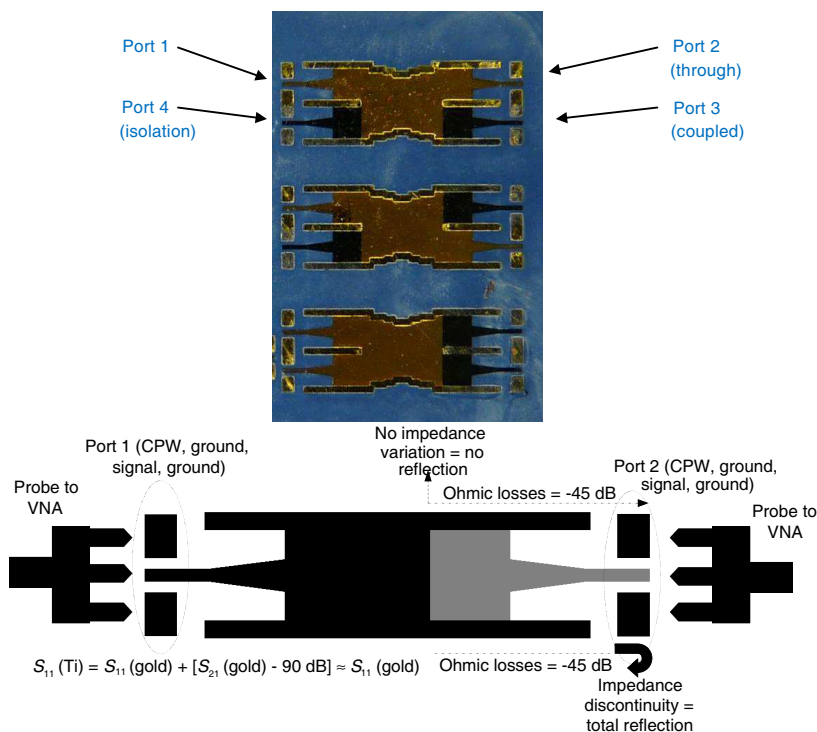 Port 1
Port 2
(through)
Port 4
(isolation)
Port 3
(coupled)
No impedance
variation = no
reflection
Port 1 (CPW, ground,
signal, ground)
Port 2 (CPW, ground,
signal, ground)
Ohmic losses = -45 dB
Probe to
VNA
Probe to
VNA
S11 (Ti) = S11 (gold) + [S21 (gold) - 90 dB] ≈ S11 (gold)
Ohmic losses = -45 dB
Impedance
discontinuity =
total reflection